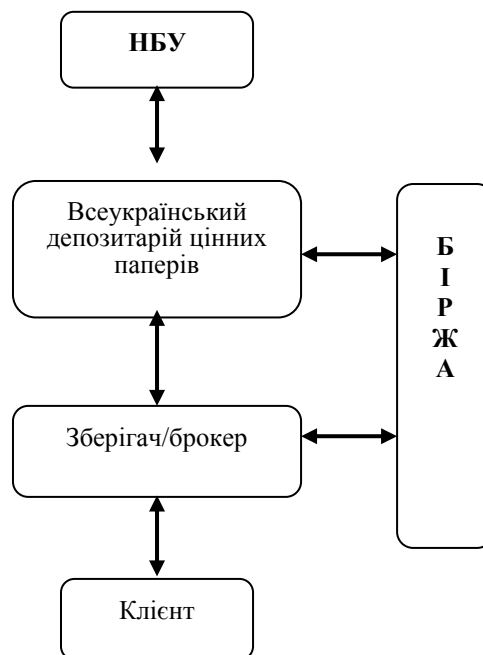 НБУ
Всеукраїнський
депозитарій цінних
паперів
Б
І
Р
Ж
А
Зберігач/брокер
Клієнт